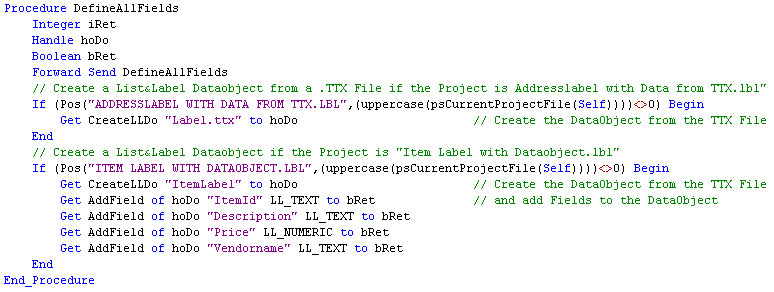 Procedure DefineAllFields
    Integer iRet
    Handle hoDo
    Boolean bRet
    Forward Send DefineAllFields
    // Create a List&Label Dataobject from a .TTX File if the Project is Addresslabel with Data from TTX.lbl"
    If (Pos("ADDRESSLABEL WITH DATA FROM TTX.LBL",(uppercase(psCurrentProjectFile(Self))))<>0) Begin
        Get CreateLLDo "Label.ttx" to hoDo                         // Create the DataObject from the TTX File
    End
    // Create a List&Label Dataobject if the Project is "Item Label with Dataobject.lbl"
    If (Pos("ITEM LABEL WITH DATAOBJECT.LBL",(uppercase(psCurrentProjectFile(Self))))<>0) Begin
        Get CreateLLDo "ItemLabel" to hoDo                         // Create the DataObject from the TTX File
        Get AddField of hoDo "ItemId" LL_TEXT to bRet              // and add Fields to the DataObject
        Get AddField of hoDo "Description" LL_TEXT to bRet
        Get AddField of hoDo "Price" LL_NUMERIC to bRet
        Get AddField of hoDo "Vendorname" LL_TEXT to bRet
    End
End_Procedure